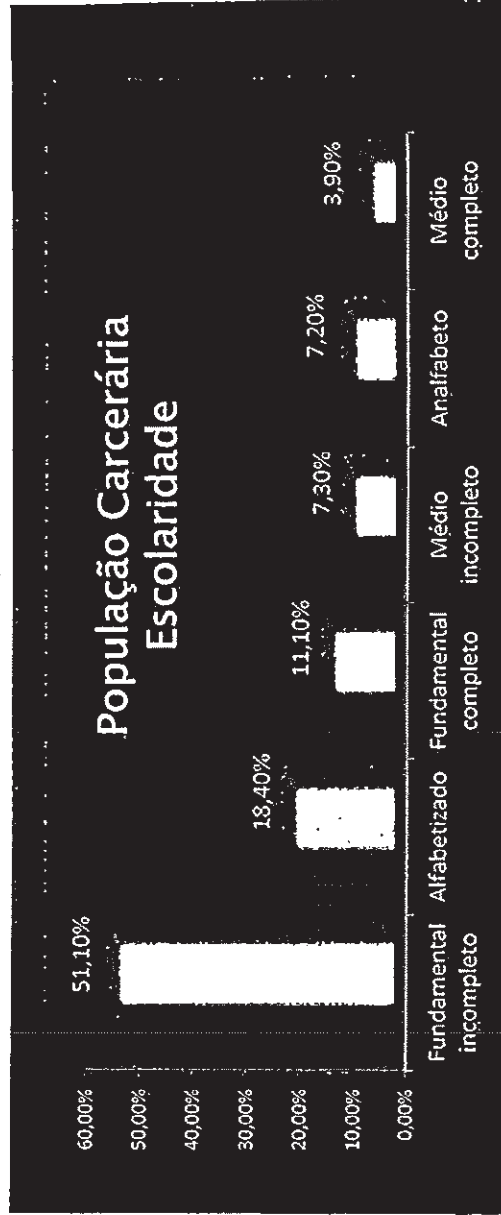 População Carcerária
Escolaridade
60,00%
50,00%
40,00%
30,00%
20,00%
10,00%
0,00%
51,10%
18,40%
11,10%
7,30%
7,20%
3,90%
Fundamental
incompleto
Alfabetizado
Fundamental
completo
Médio
incompleto
Analfabeto
Médio
completo